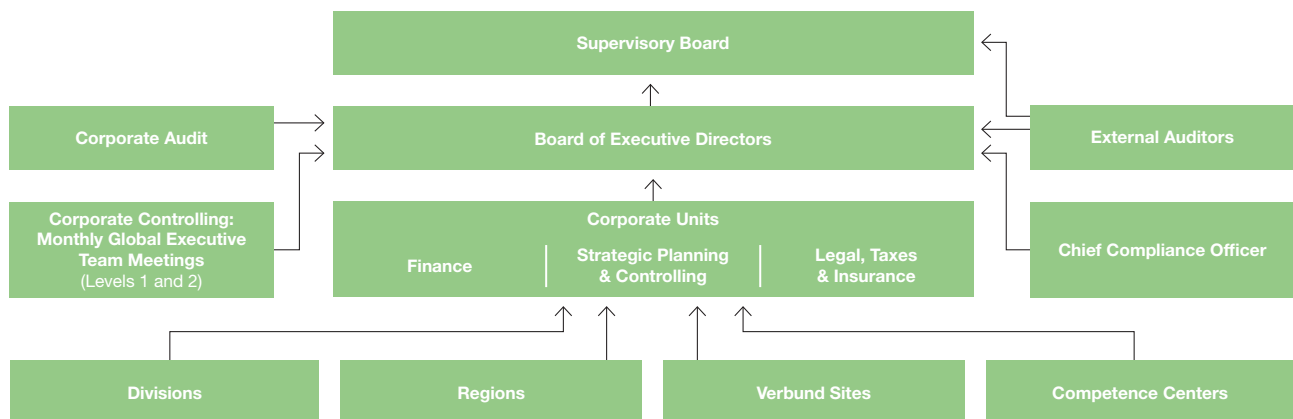 Supervisory Board
Corporate Audit
Board of Executive Directors
External Auditors
Corporate Controlling:
Monthly Global Executive
Team Meetings
(Levels 1 and 2)
Corporate Units
Finance
Strategic Planning
& Controlling
Legal, Taxes
& Insurance
Chief Compliance Officer
Divisions
Regions
Verbund Sites
Competence Centers